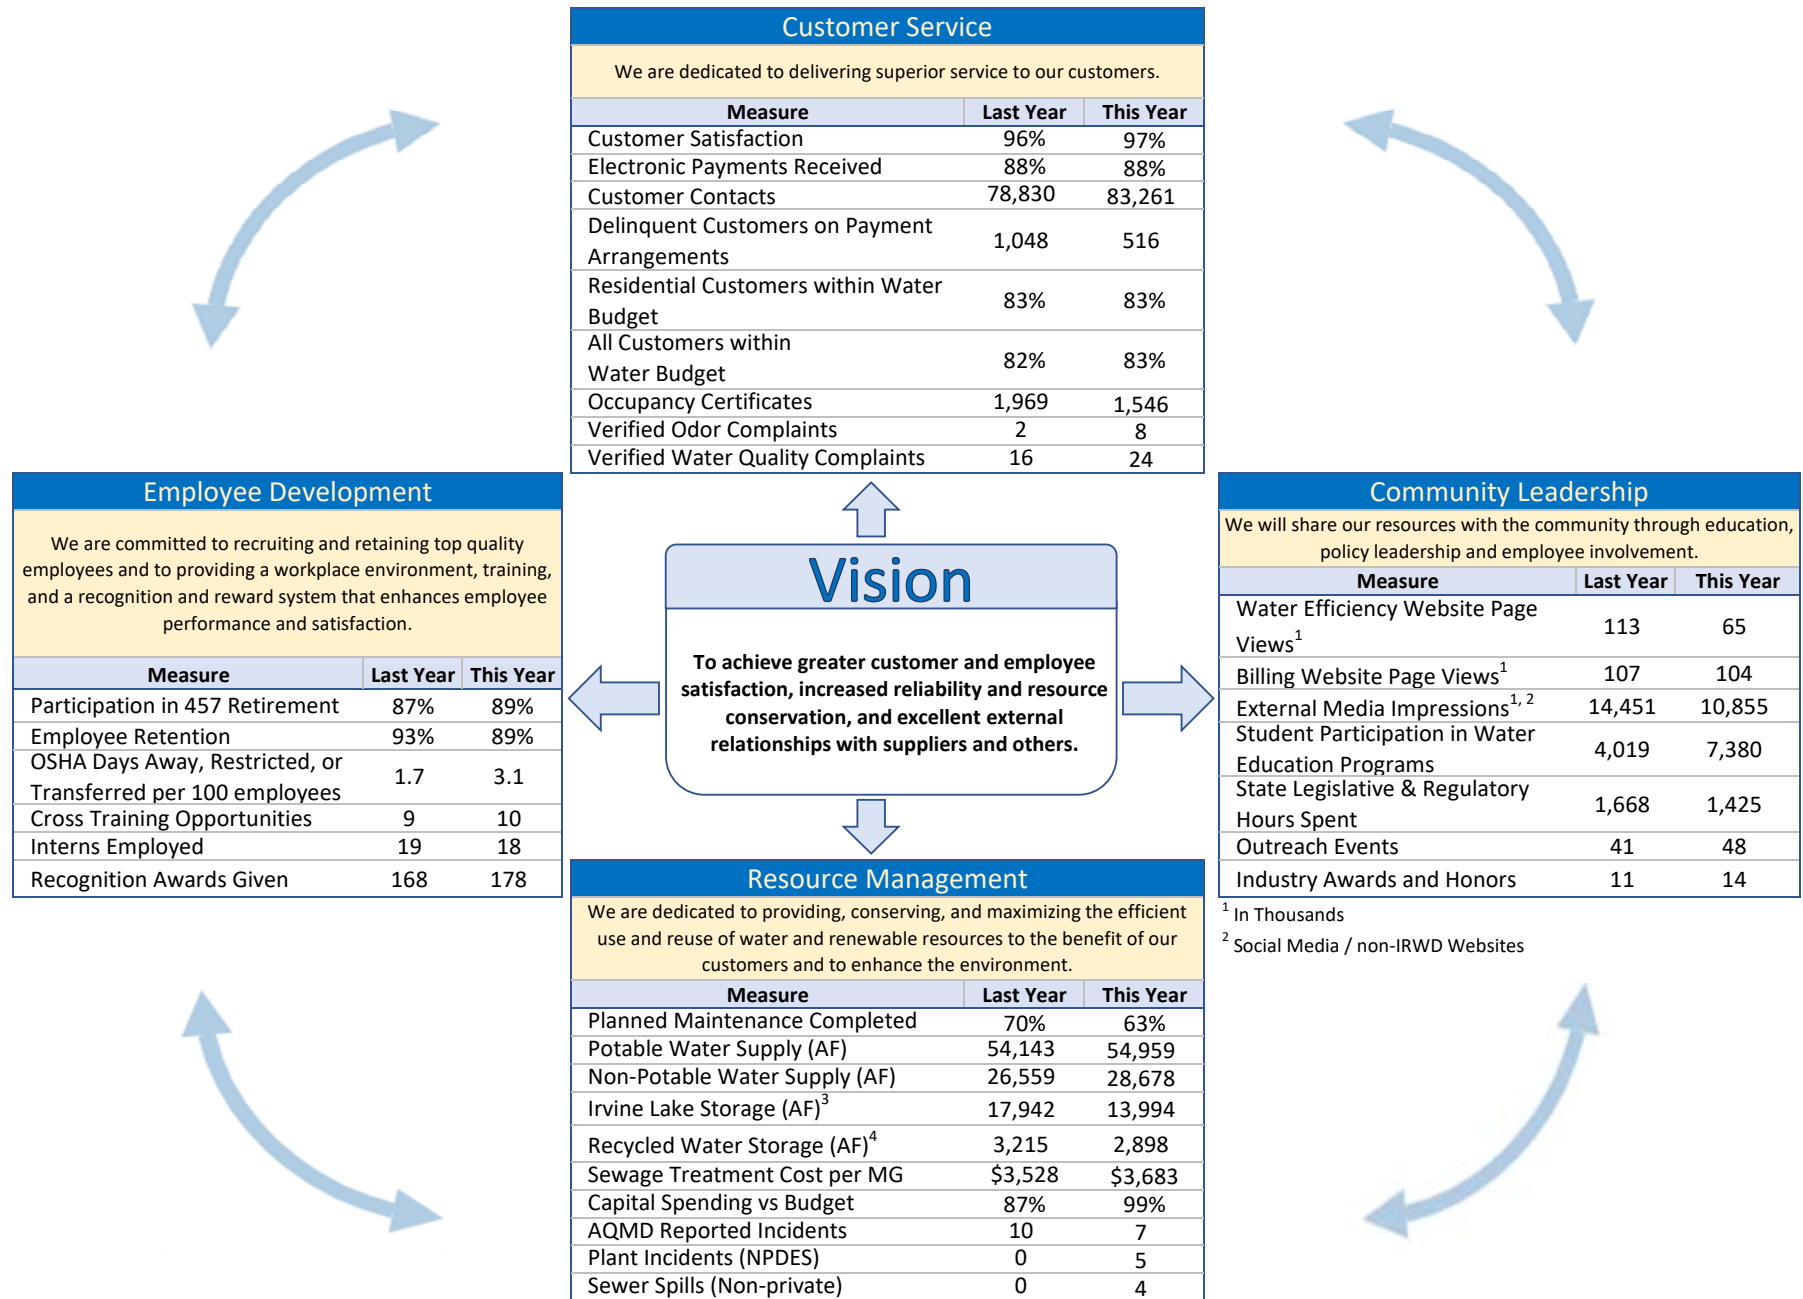 Customer Service
We are dedicated to delivering superior service to our customers.
Measure Last Year This Year
Customer Satisfaction 96% 97%
Electronic Payments Received 88% 88%
Customer Contacts 78,830 83,261
Delinquent Customers on Payment
Arrangements 1,048 516
Residential Customers within Water
Budget 83% 83%
All Customers within
Water Budget 82% 83%
Occupancy Certificates 1,969 1,546
Verified Odor Complaints 2 8
Verified Water Quality Complaints 16 24
Employee Development
We are committed to recruiting and retaining top quality
employees and to providing a workplace environment, training,
and a recognition and reward system that enhances employee
performance and satisfaction.
Measure Last Year This Year
Participation in 457 Retirement 87% 89%
Employee Retention 93% 89%
OSHA Days Away, Restricted, or
Transferred per 100 employees 1.7 3.1
Cross Training Opportunities 9 10
Interns Employed 19 18
Recognition Awards Given 168 178
Vision
To achieve greater customer and employee
satisfaction, increased reliability and resource
conservation, and excellent external
relationships with suppliers and others.
Community Leadership
We will share our resources with the community through education,
policy leadership and employee involvement.
Measure Last Year This Year
Water Efficiency Website Page
Views1 113 65
Billing Website Page Views1 107 104
External Media Impressions1, 2 14,451 10,855
Student Participation in Water
Education Programs 4,019 7,380
State Legislative & Regulatory
Hours Spent 1,668 1,425
Outreach Events 41 48
Industry Awards and Honors 11 14
1 In Thousands
2 Social Media / non-IRWD Websites
Resource Management
We are dedicated to providing, conserving, and maximizing the efficient
use and reuse of water and renewable resources to the benefit of our
customers and to enhance the environment.
Measure Last Year This Year
Planned Maintenance Completed 70% 63%
Potable Water Supply (AF) 54,143 54,959
Non-Potable Water Supply (AF) 26,559 28,678
Irvine Lake Storage (AF)3 17,942 13,994
Recycled Water Storage (AF)4 3,215 2,898
Sewage Treatment Cost per MG $3,528 $3,683
Capital Spending vs Budget 87% 99%
AQMD Reported Incidents 10 7
Plant Incidents (NPDES) 0 5
Sewer Spills (Non-private) 0 4